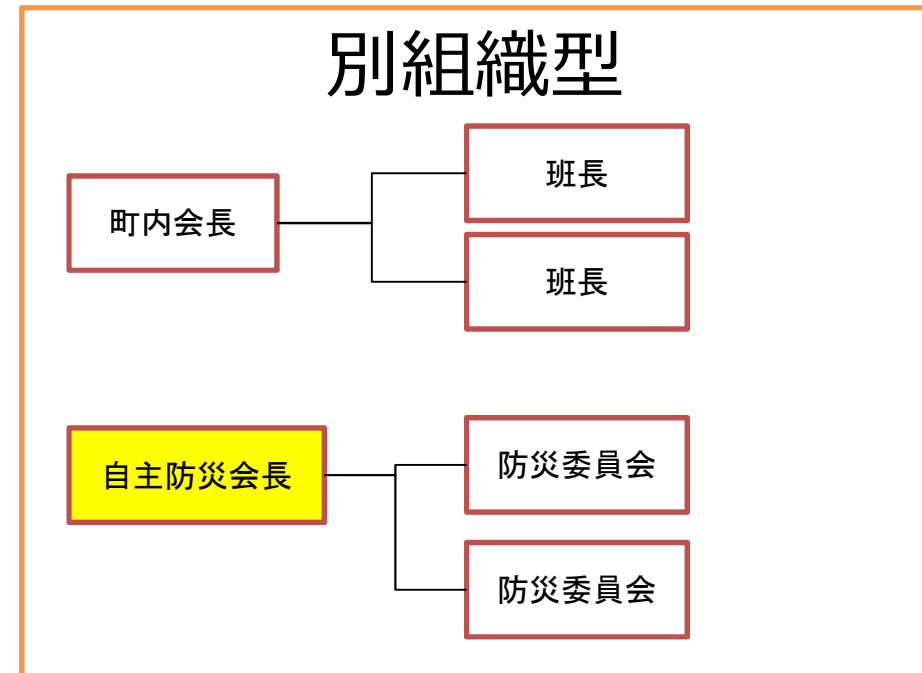 別組織型
班長
町内会長
班長
防災委員会
自主防災会長
防災委員会